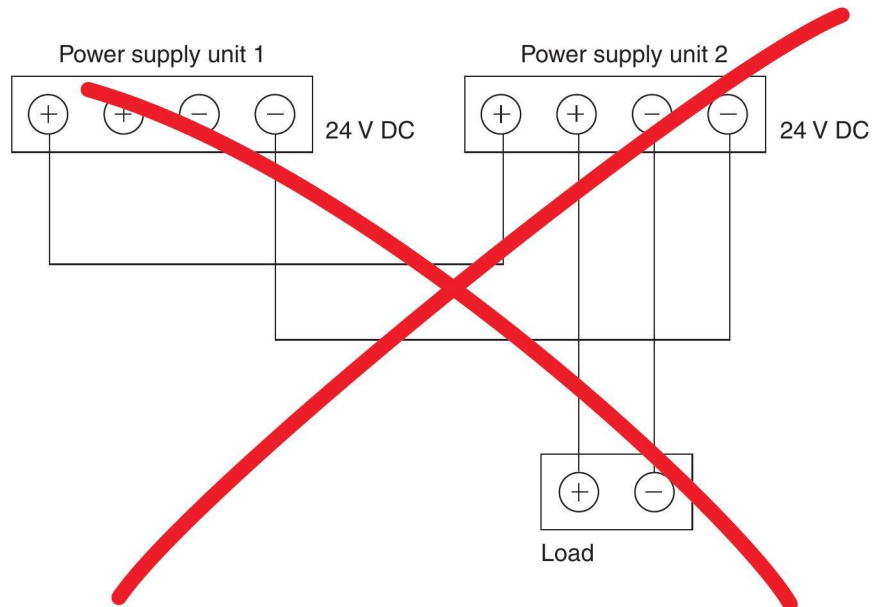 Power supply unit 1
Power supply unit 2
+ + − −
24 V DC
+ + − −
24 V DC
+ −
Load